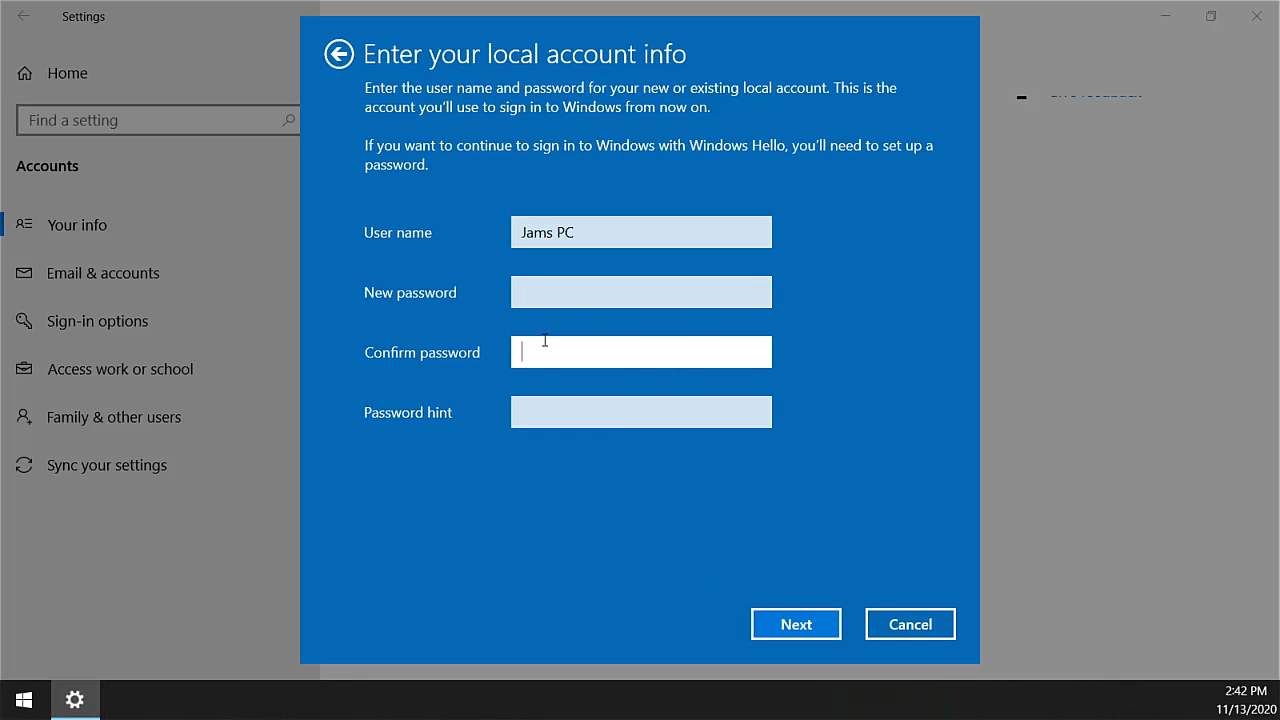 Settings
Home
Find a setting
Accounts
Your info
Email & accounts
Sign-in options
Access work or school
Family & other users
Sync your settings
Enter your local account info
Enter the user name and password for your new or existing local account. This is the
account you'll use to sign in to Windows from now on.
If you want to continue to sign in to Windows with Windows Hello, you'll need to set up a
password.
User name
Jams PC
New password
Confirm password
Password hint
Next
Cancel
2:42 PM
11/13/2020